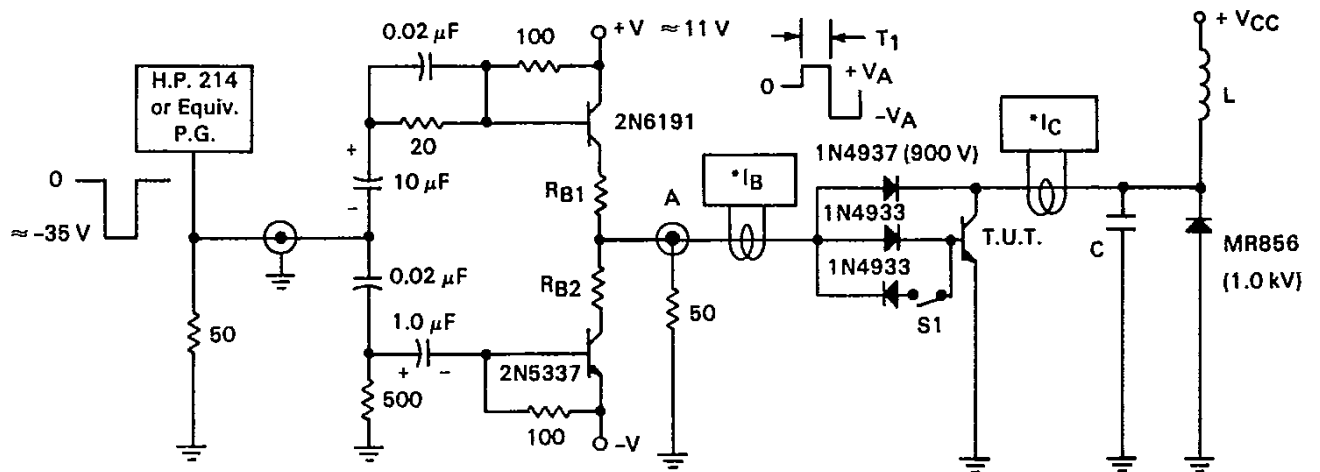 H.P. 214
or Equiv.
P.G.
0
≈ -35 V
50
0.02 μF
100
+V ≈ 11 V
20
2N6191
+
10 μF
-
0.02 μF
1.0 μF
+ -
500
100
2N5337
-V
RB1
RB2
A
50
*IB
T1
0
+ VA
-VA
1N4937 (900 V)
1N4933
1N4933
S1
T.U.T.
*IC
C
+ VCC
L
MR856
(1.0 kV)